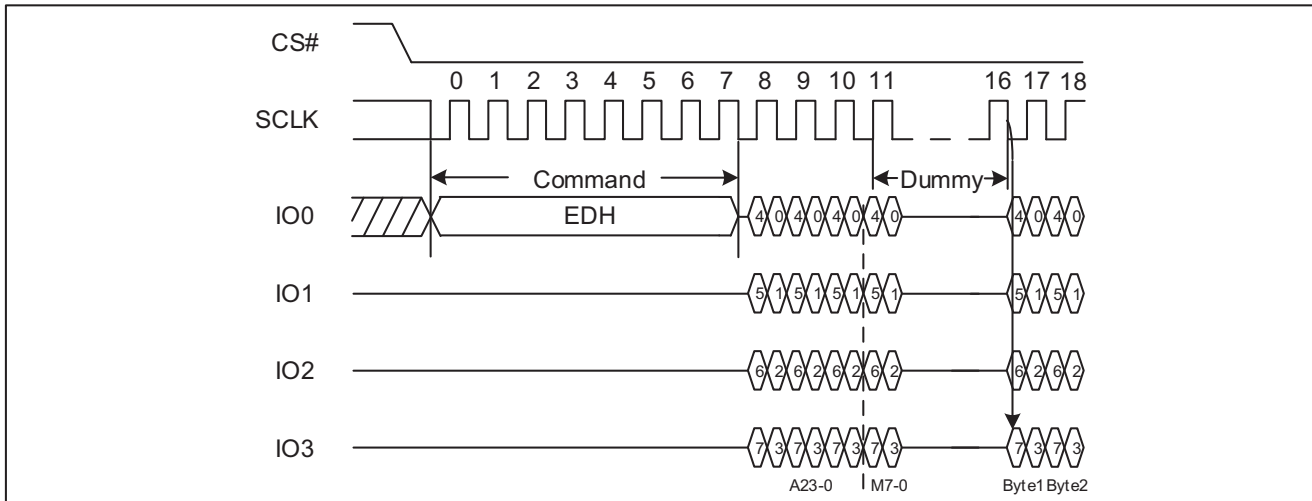 CS#
0 1 2 3 4 5 6 7 8 9 10 11 16 17 18
SCLK
Command Dummy
IO0 EDH 4 0 4 0 4 0 4 0 4 0 4 0
IO1 5 1 5 1 5 1 5 1 5 1 5 1
IO2 6 2 6 2 6 2 6 2 6 2 6 2
IO3 7 3 7 3 7 3 7 3 7 3 7 3
A23-0 M7-0 Byte1 Byte2